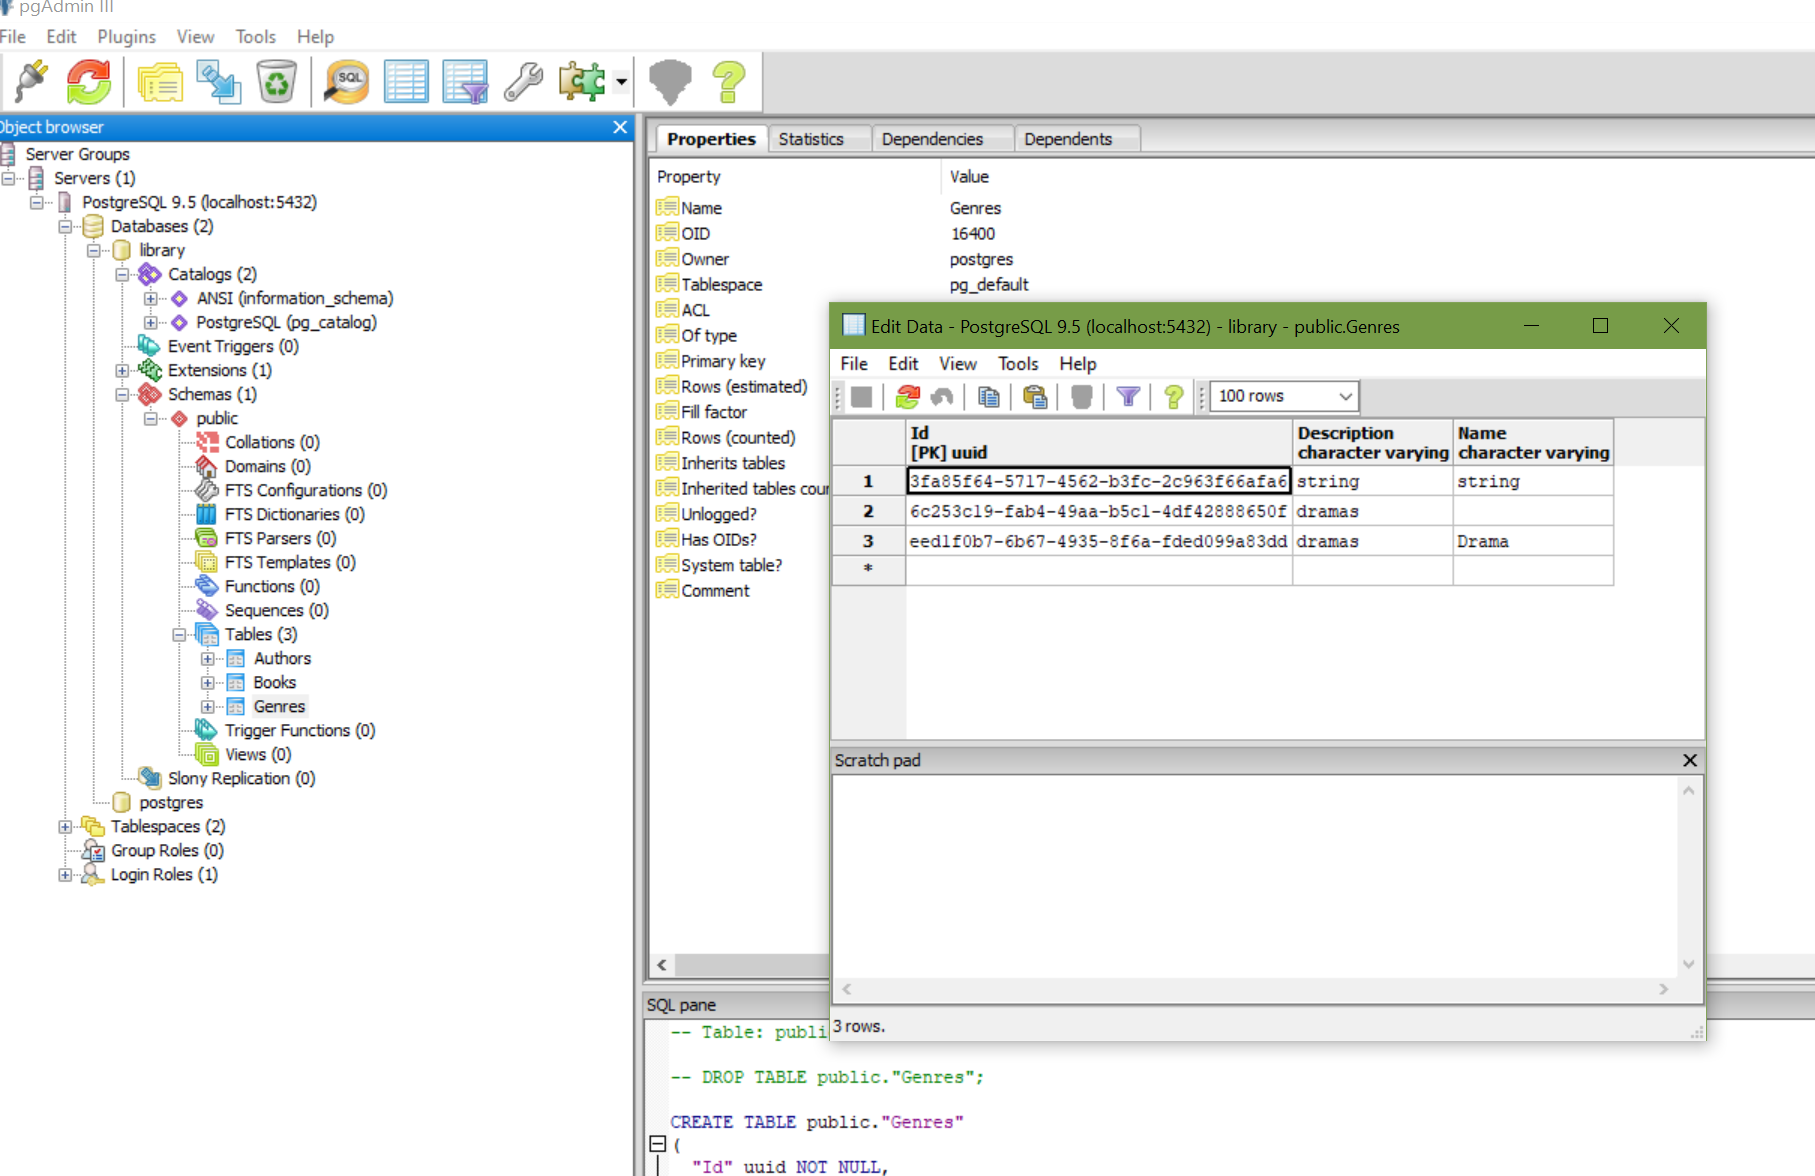 pgAdmin III
File Edit Plugins View Tools Help
SQL
Object browser
Server Groups
Servers (1)
PostgreSQL 9.5 (localhost:5432)
Databases (2)
library
Catalogs (2)
ANSI (information_schema)
PostgreSQL (pg_catalog)
Event Triggers (0)
Extensions (1)
Schemas (1)
public
Collations (0)
Domains (0)
FTS Configurations (0)
FTS Dictionaries (0)
FTS Parsers (0)
FTS Templates (0)
Functions (0)
Sequences (0)
Tables (3)
Authors
Books
Genres
Trigger Functions (0)
Views (0)
Slony Replication (0)
postgres
Tablespaces (2)
Group Roles (0)
Login Roles (1)
Properties Statistics Dependencies Dependents
Property Value
Name Genres
OID 16400
Owner postgres
Tablespace pg_default
ACL
Of type
Primary key
Rows (estimated)
Fill factor
Rows (counted)
Inherits tables
Inherited tables cour
Unlogged?
Has OIDs?
System table?
Comment
Edit Data - PostgreSQL 9.5 (localhost:5432) - library - public.Genres
File Edit View Tools Help
100 rows
Id Description Name
[PK] uuid character varying character varying
1 3fa85f64-5717-4562-b3fc-2c963f66afa6 string string
2 6c253c19-fab4-49aa-b5c1-4df42888650f dramas
3 eed1f0b7-6b67-4935-8f6a-fded099a83dd dramas Drama
*
Scratch pad
3 rows.
SQL pane
-- Table: publi
-- DROP TABLE public."Genres";
CREATE TABLE public."Genres"
(
"Id" uuid NOT NULL,